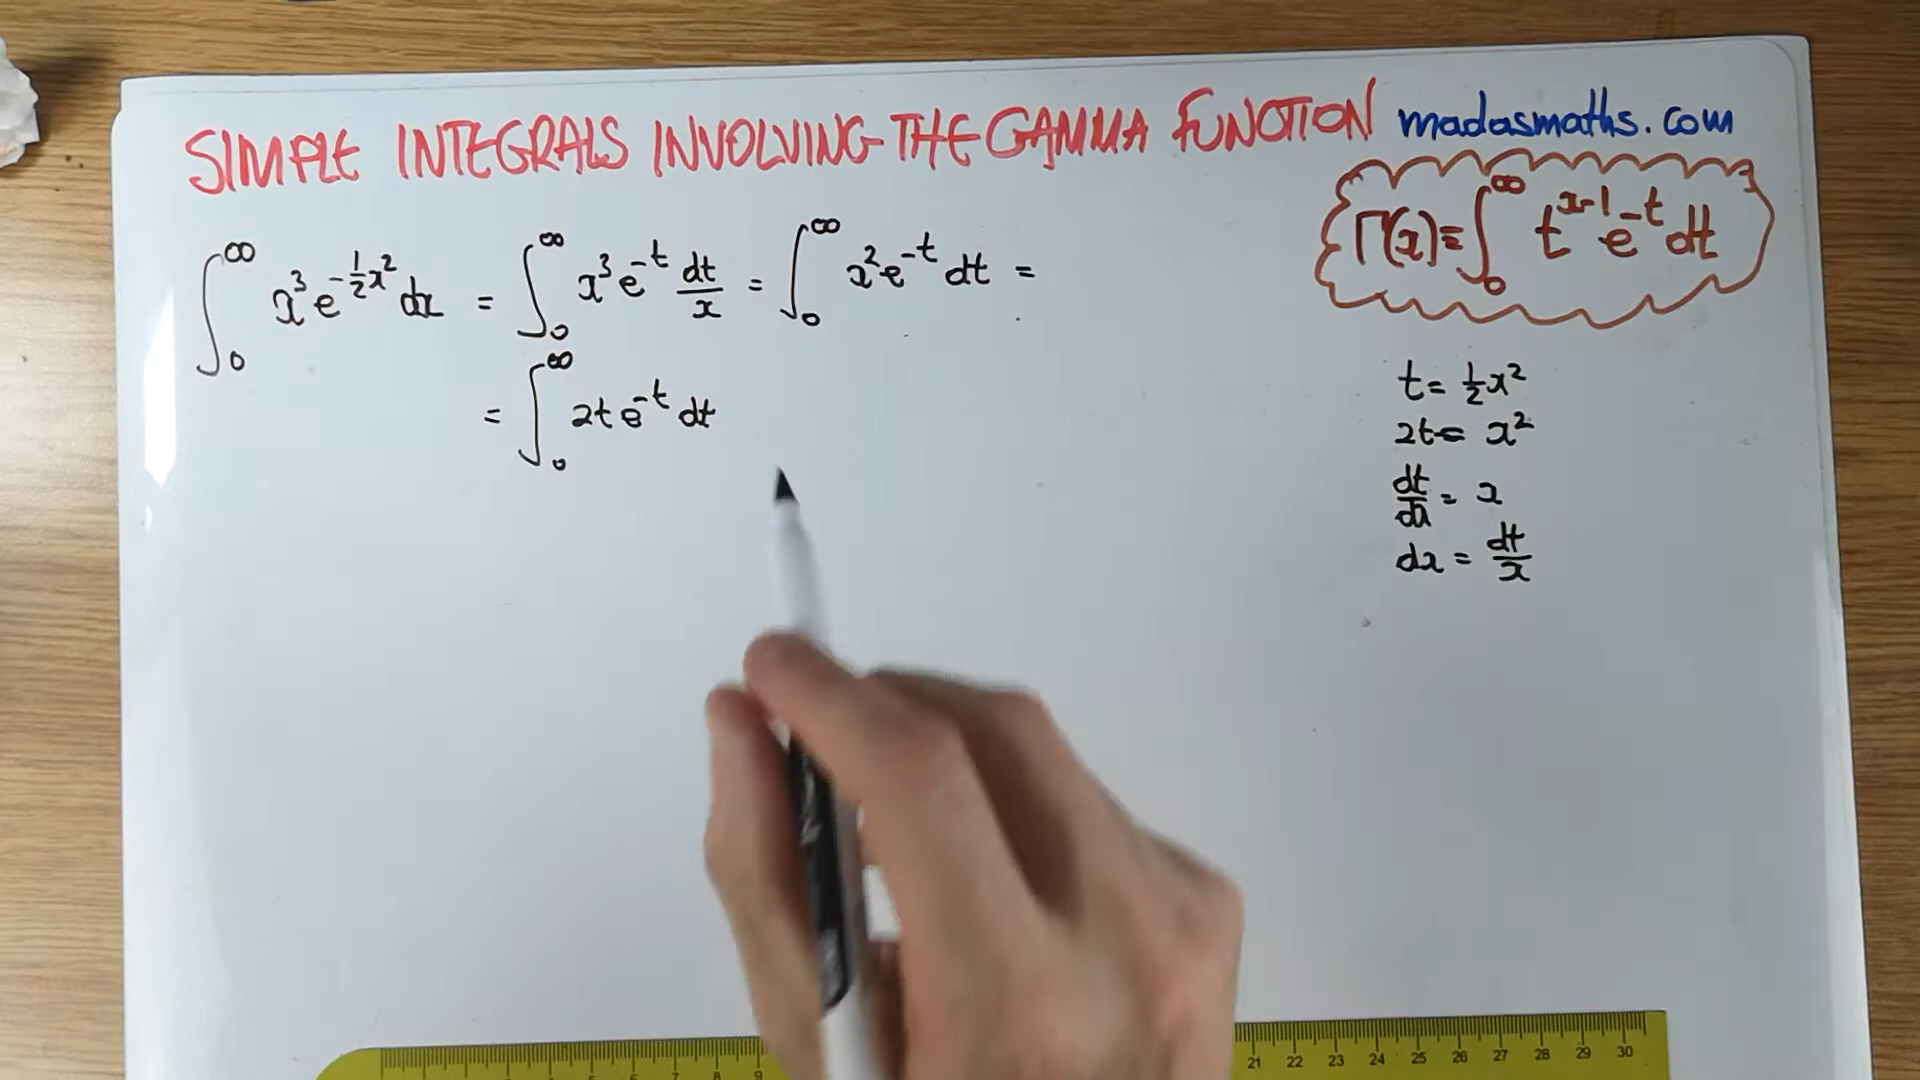 SIMPLE INTEGRALS INVOLVING THE GAMMA FUNCTION madasmaths.com
Γ(x) = ∫₀^∞ t^(x-1) e^(-t) dt
∫₀^∞ x³ e^(-½x²) dx = ∫₀^∞ x³ e^(-t) dt/x = ∫₀^∞ x² e^(-t) dt =
= ∫₀^∞ 2t e^(-t) dt
t = ½x²
2t = x²
dt/dx = x
dx = dt/x
21 22 23 24 25 26 27 28 29 30